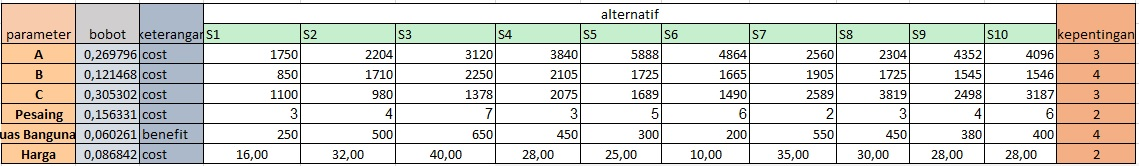 alternatif
parameter bobot keterangan S1 S2 S3 S4 S5 S6 S7 S8 S9 S10 kepentingan
A 0,269796 cost 1750 2204 3120 3840 5888 4864 2560 2304 4352 4096 3
B 0,121468 cost 850 1710 2250 2105 1725 1665 1905 1725 1545 1546 4
C 0,305302 cost 1100 980 1378 2075 1689 1490 2589 3819 2498 3187 3
Pesaing 0,156331 cost 3 4 7 3 5 6 2 3 4 6 2
uas Banguna 0,060261 benefit 250 500 650 450 300 200 550 450 380 400 4
Harga 0,086842 cost 16,00 32,00 40,00 28,00 25,00 10,00 35,00 30,00 28,00 28,00 2